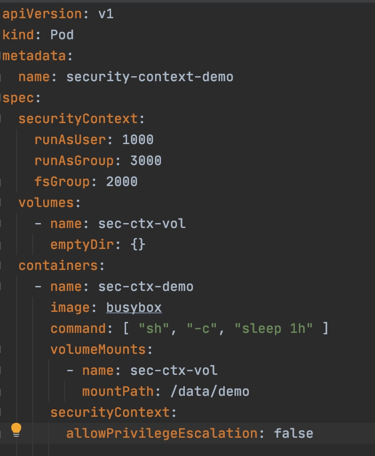 apiVersion: v1
kind: Pod
metadata:
  name: security-context-demo
spec:
  securityContext:
    runAsUser: 1000
    runAsGroup: 3000
    fsGroup: 2000
  volumes:
    - name: sec-ctx-vol
      emptyDir: {}
  containers:
    - name: sec-ctx-demo
      image: busybox
      command: [ "sh", "-c", "sleep 1h" ]
      volumeMounts:
        - name: sec-ctx-vol
          mountPath: /data/demo
      securityContext:
        allowPrivilegeEscalation: false